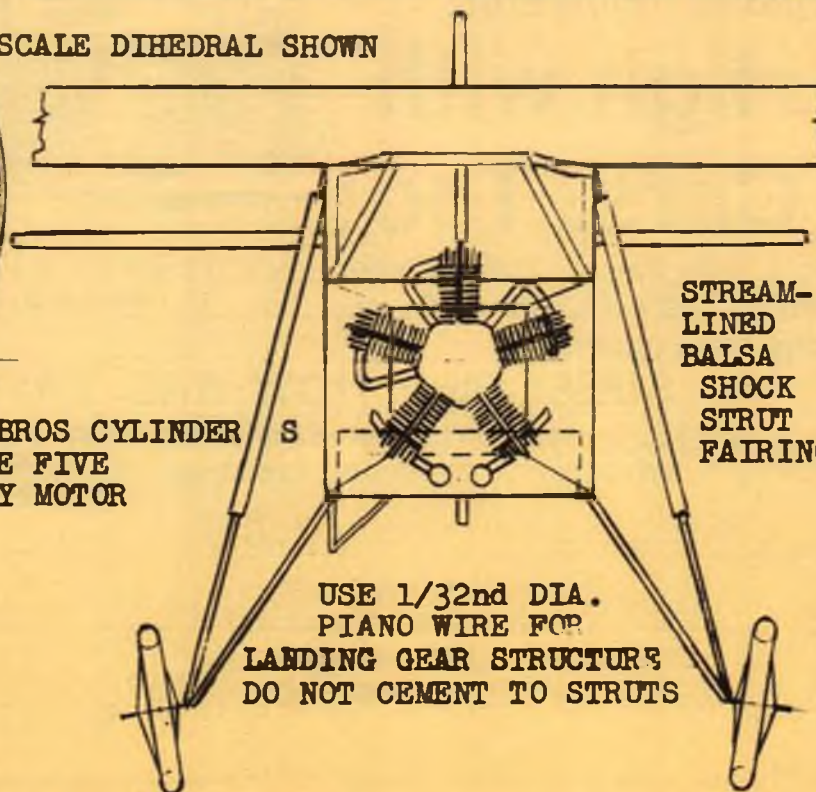 SCALE DIHEDRAL SHOWN
STREAM-
LINED
BALSA
SHOCK
STRUT
FAIRING
BROS CYLINDER S
E FIVE
Y MOTOR
USE 1/32nd DIA.
PIANO WIRE FOR
LANDING GEAR STRUCTURE
DO NOT CEMENT TO STRUTS